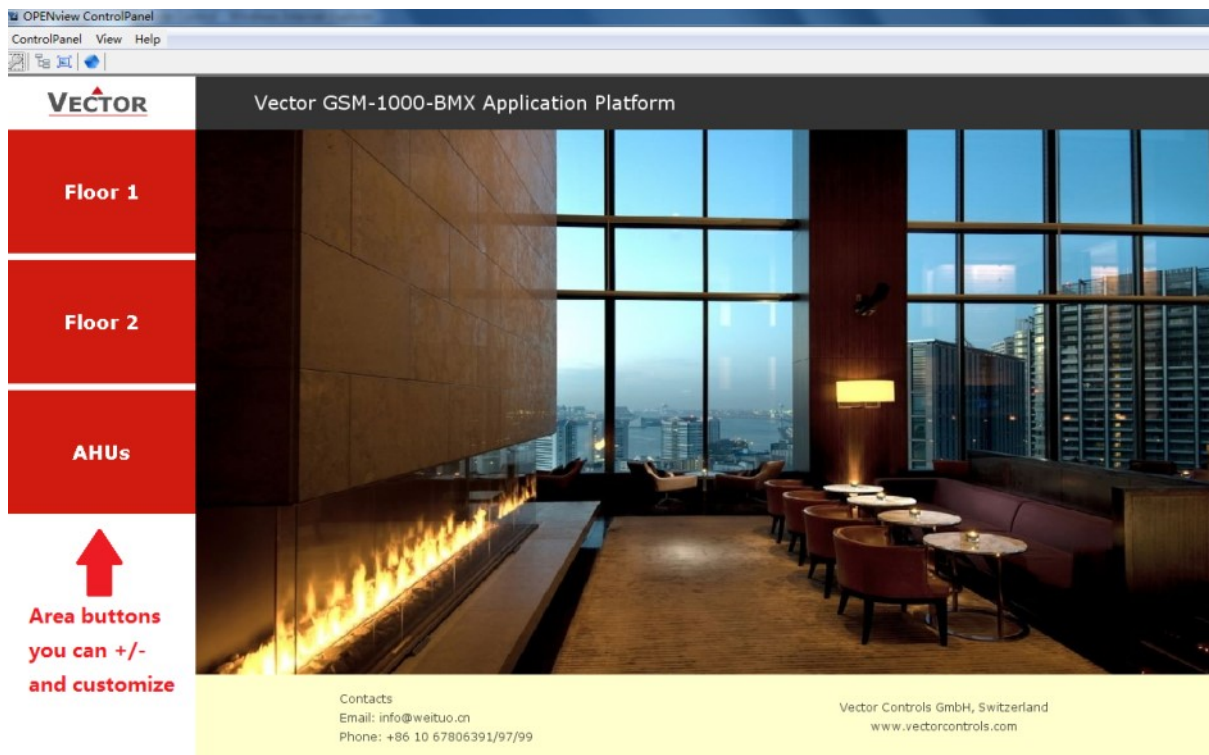 OPENview ControlPanel
ControlPanel View Help
VECTOR
Vector GSM-1000-BMX Application Platform
Floor 1
Floor 2
AHUs
Area buttons
you can +/-
and customize
Contacts
Email: info@weituo.cn
Phone: +86 10 67806391/97/99
Vector Controls GmbH, Switzerland
www.vectorcontrols.com